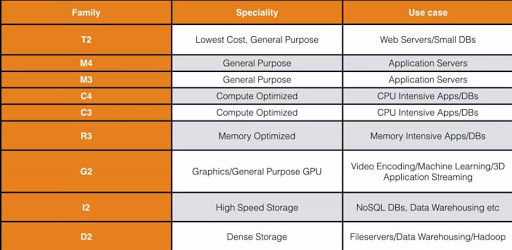 Family Speciality Use case
T2 Lowest Cost, General Purpose Web Servers/Small DBs
M4 General Purpose Application Servers
M3 General Purpose Application Servers
C4 Compute Optimized CPU Intensive Apps/DBs
C3 Compute Optimized CPU Intensive Apps/DBs
R3 Memory Optimized Memory Intensive Apps/DBs
G2 Graphics/General Purpose GPU Video Encoding/Machine Learning/3D
Application Streaming
I2 High Speed Storage NoSQL DBs, Data Warehousing etc
D2 Dense Storage Fileservers/Data Warehousing/Hadoop